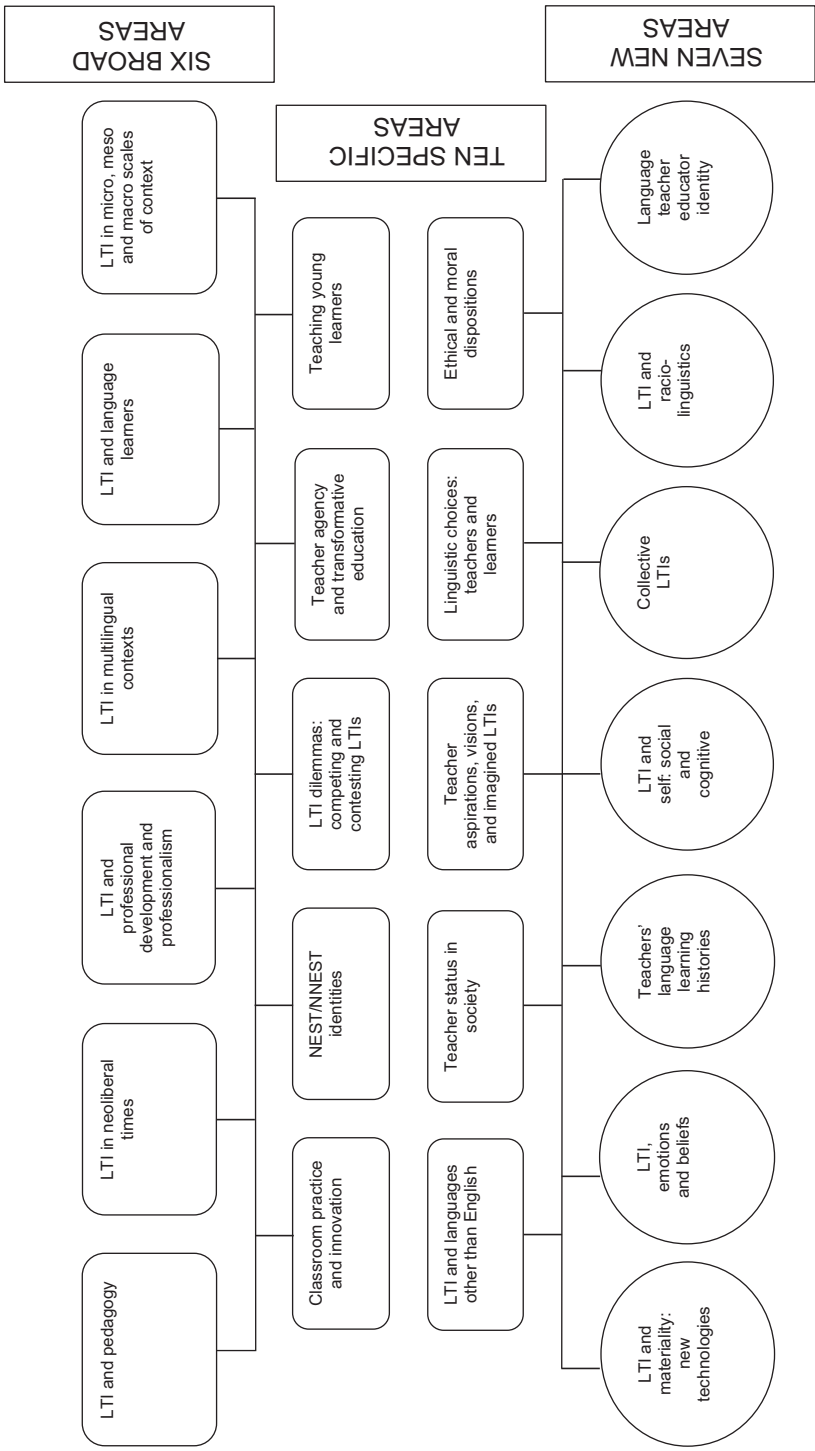 SIX BROAD
AREAS
LTI and pedagogy
LTI in neoliberal
times
LTI and
professional
development and
professionalism
LTI in multilingual
contexts
LTI and language
learners
LTI in micro, meso
and macro scales
of context
TEN SPECIFIC
AREAS
Classroom practice
and innovation
NEST/NNEST
identities
LTI dilemmas:
competing and
contesting LTIs
Teacher agency
and transformative
education
Teaching young
learners
LTI and languages
other than English
Teacher status in
society
Teacher
aspirations, visions,
and imagined LTIs
Linguistic choices:
teachers and
learners
Ethical and moral
dispositions
SEVEN NEW
AREAS
LTI and
materiality:
new
technologies
LTI,
emotions
and beliefs
Teachers’
language
learning
histories
LTI and
self: social
and
cognitive
Collective
LTIs
LTI and
racio-
linguistics
Language
teacher
educator
identity